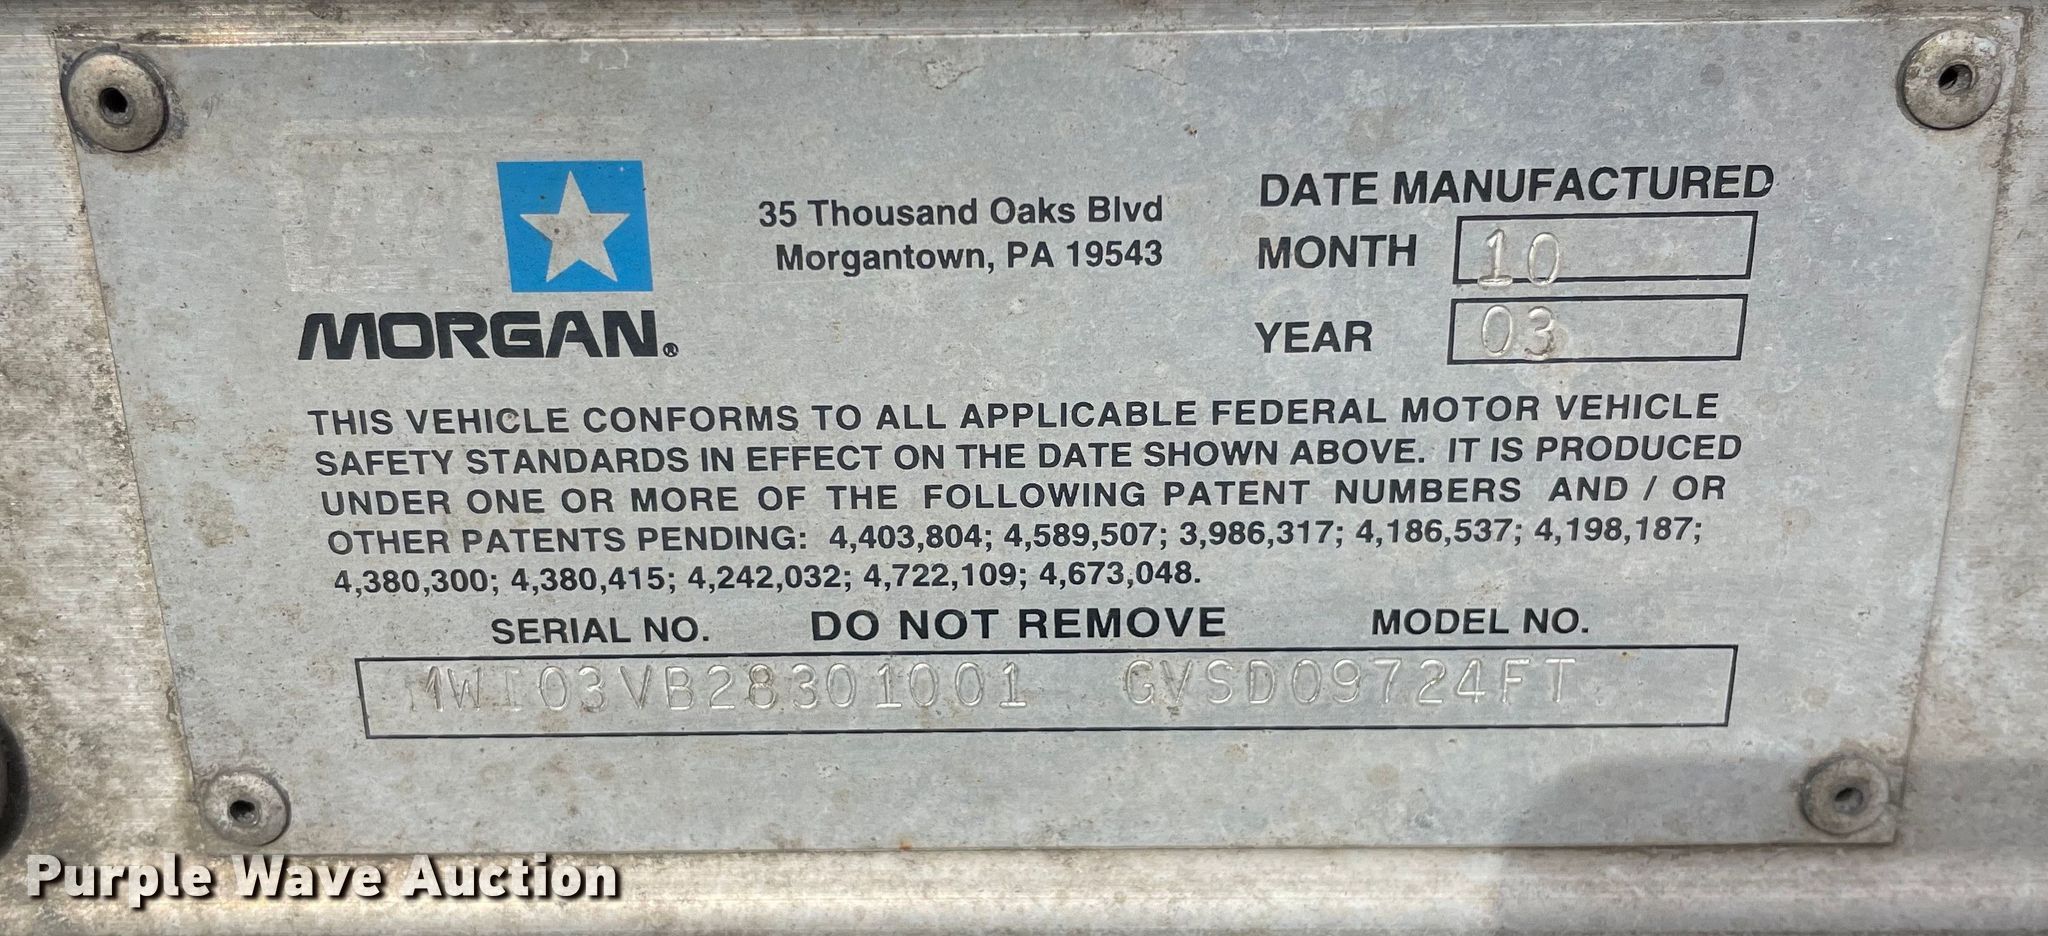 35 Thousand Oaks Blvd
Morgantown, PA 19543
MORGAN®
DATE MANUFACTURED
MONTH 10
YEAR 03
THIS VEHICLE CONFORMS TO ALL APPLICABLE FEDERAL MOTOR VEHICLE
SAFETY STANDARDS IN EFFECT ON THE DATE SHOWN ABOVE. IT IS PRODUCED
UNDER ONE OR MORE OF THE FOLLOWING PATENT NUMBERS AND / OR
OTHER PATENTS PENDING: 4,403,804; 4,589,507; 3,986,317; 4,186,537; 4,198,187;
4,380,300; 4,380,415; 4,242,032; 4,722,109; 4,673,048.
SERIAL NO. DO NOT REMOVE MODEL NO.
MWI03VB28301001 GVSD09724FT
Purple Wave Auction